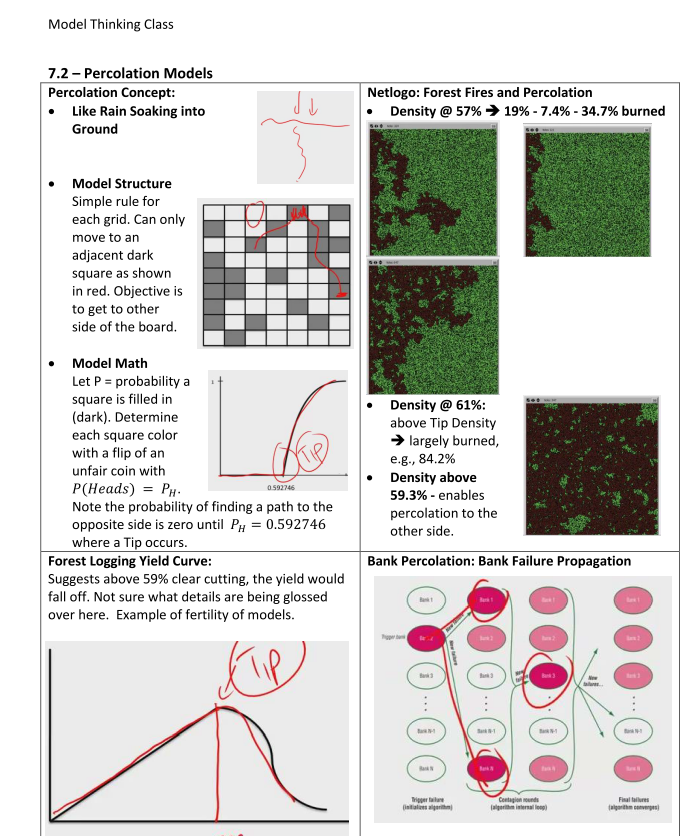 Model Thinking Class
7.2 – Percolation Models
Percolation Concept:
• Like Rain Soaking into
Ground
• Model Structure
Simple rule for
each grid. Can only
move to an
adjacent dark
square as shown
in red. Objective is
to get to other
side of the board.
• Model Math
Let P = probability a
square is filled in
(dark). Determine
each square color
with a flip of an
unfair coin with
P(Heads) = P_H.
1
TIP
0.592746
Note the probability of finding a path to the
opposite side is zero until P_H = 0.592746
where a Tip occurs.
Netlogo: Forest Fires and Percolation
• Density @ 57% ➔ 19% - 7.4% - 34.7% burned
• Density @ 61%:
above Tip Density
➔ largely burned,
e.g., 84.2%
• Density above
59.3% - enables
percolation to the
other side.
Forest Logging Yield Curve:
Suggests above 59% clear cutting, the yield would
fall off. Not sure what details are being glossed
over here. Example of fertility of models.
TIP
Bank Percolation: Bank Failure Propagation
Bank 1 Bank 1 Bank 1 Bank 1
Trigger bank Bank 2 Bank 2 Bank 2
New failure
New failure
Bank 3 Bank 3 New failure Bank 3 New failures... Bank 3
Bank N-1 Bank N-1 Bank N-1 Bank N-1
Bank N Bank N Bank N Bank N
Trigger failure Contagion rounds Final failures
(initializes algorithm) (algorithm internal loop) (algorithm converges)